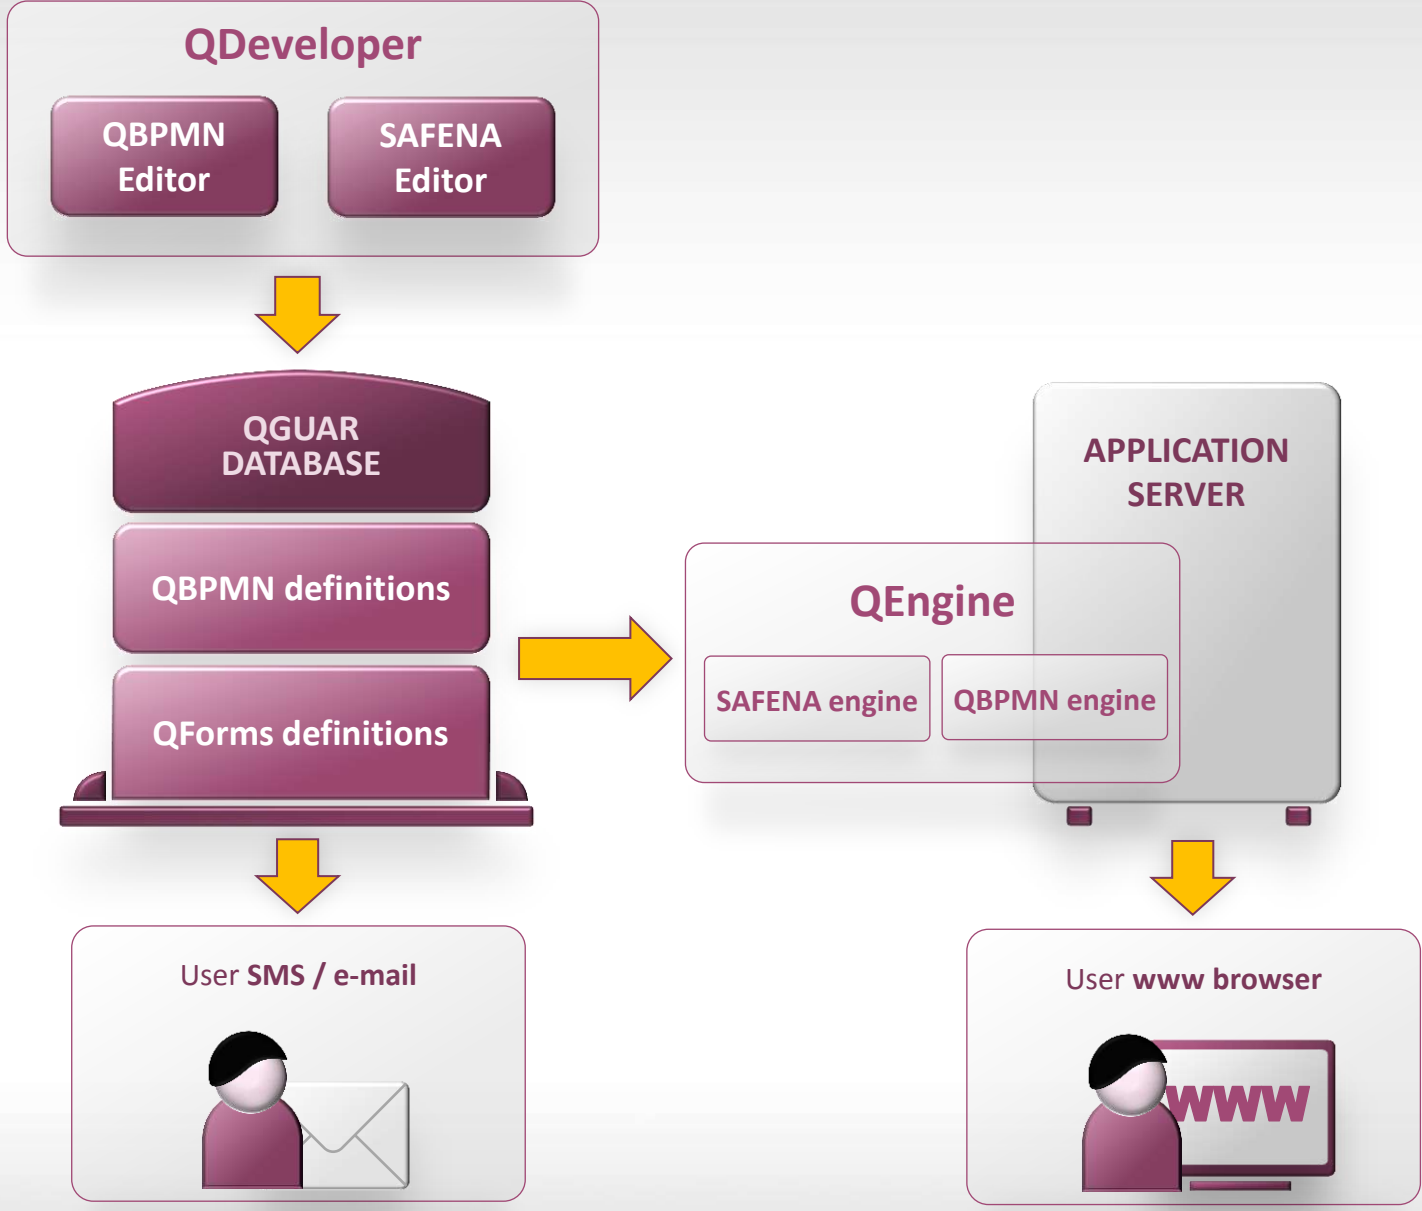 QDeveloper
QBPMN
Editor
SAFENA
Editor
QGUAR
DATABASE
QBPMN definitions
QForms definitions
APPLICATION
SERVER
QEngine
SAFENA engine
QBPMN engine
User SMS / e-mail
User www browser
www